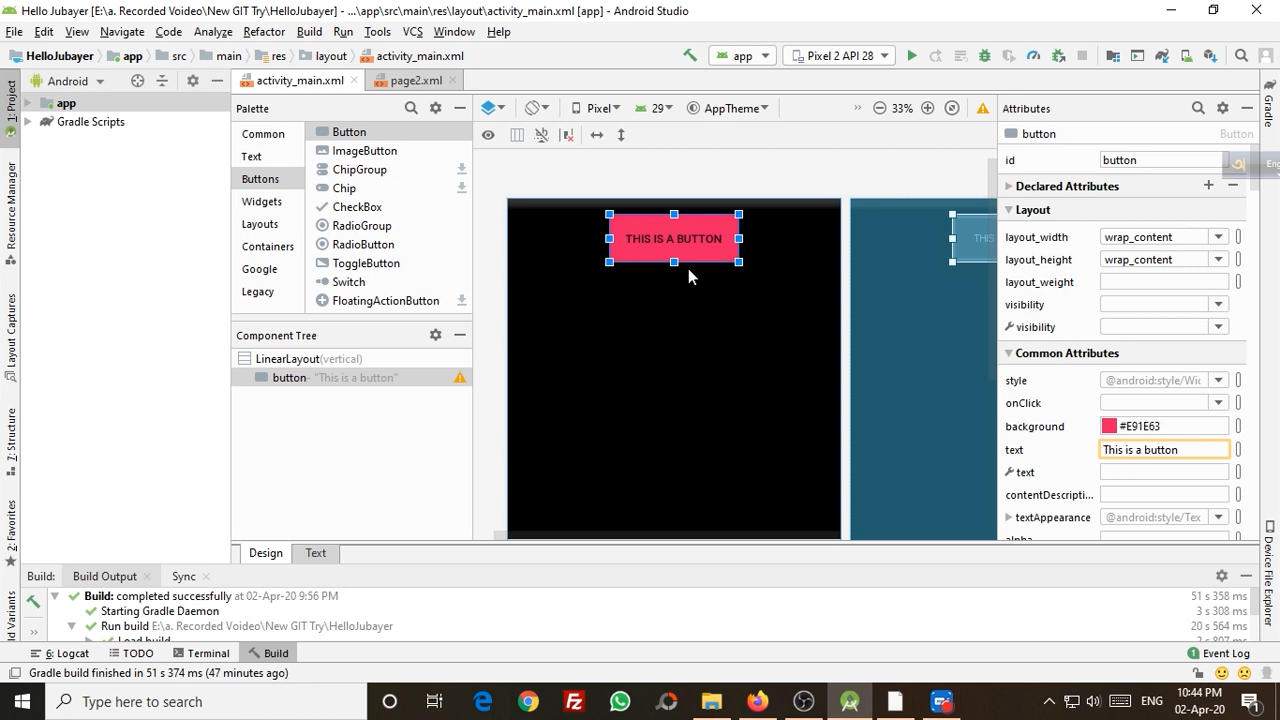 Hello Jubayer [E:\a. Recorded Voideo\New GIT Try\HelloJubayer] - ...\app\src\main\res\layout\activity_main.xml [app] - Android Studio
File Edit View Navigate Code Analyze Refactor Build Run Tools VCS Window Help
HelloJubayer app src main res layout activity_main.xml app Pixel 2 API 28
Android activity_main.xml page2.xml
1: Project
Resource Manager
Layout Captures
7: Structure
2: Favorites
app
Gradle Scripts
Palette
Common
Text
Buttons
Widgets
Layouts
Containers
Google
Legacy
Button
ImageButton
ChipGroup
Chip
CheckBox
RadioGroup
RadioButton
ToggleButton
Switch
FloatingActionButton
Component Tree
LinearLayout(vertical)
button- "This is a button"
Pixel 29 AppTheme 33%
THIS IS A BUTTON
THIS
Attributes
button Button
id button
Eng
Declared Attributes
Layout
layout_width wrap_content
layout_height wrap_content
layout_weight
visibility
visibility
Common Attributes
style @android:style/Wic
onClick
background #E91E63
text This is a button
text
contentDescripti...
textAppearance @android:style/Tex
alpha
Gradle
Device File Explorer
Design Text
Build: Build Output Sync
Build: completed successfully at 02-Apr-20 9:56 PM 51 s 358 ms
Starting Gradle Daemon 3 s 308 ms
Run build E:\a. Recorded Voideo\New GIT Try\HelloJubayer 20 s 564 ms
Load build 2 s 807 ms
6: Logcat TODO Terminal Build 1 Event Log
Gradle build finished in 51 s 374 ms (47 minutes ago)
Type here to search
ENG
10:44 PM
02-Apr-20
1